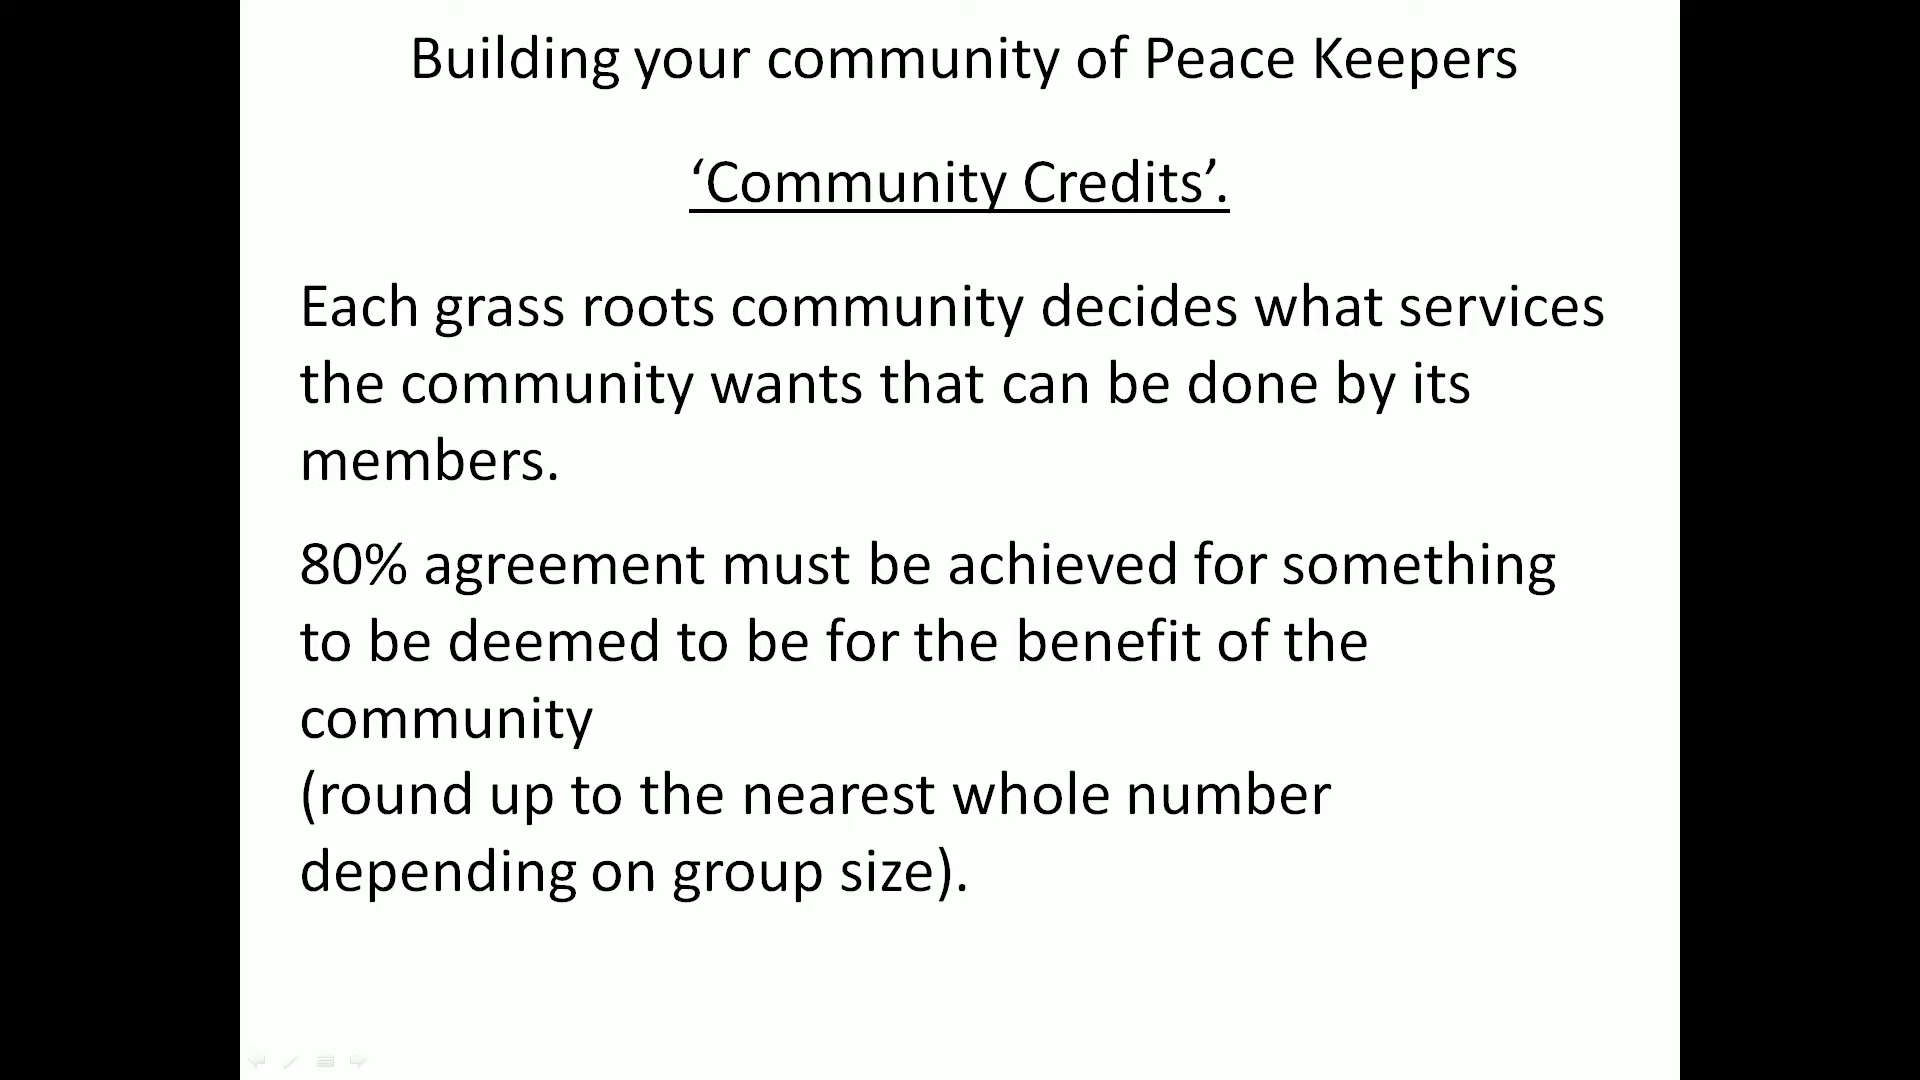 Building your community of Peace Keepers
‘Community Credits’.
Each grass roots community decides what services
the community wants that can be done by its
members.
80% agreement must be achieved for something
to be deemed to be for the benefit of the
community
(round up to the nearest whole number
depending on group size).